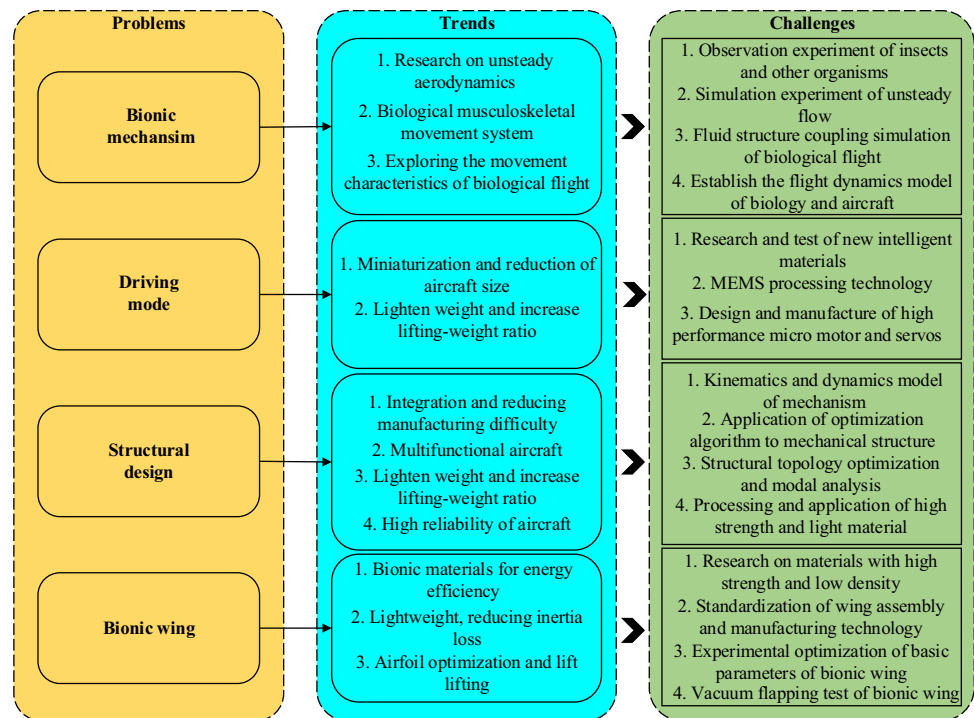 Problems
Trends
Challenges
Bionic
mechansim
1. Research on unsteady
aerodynamics
2. Biological musculoskeletal
movement system
3. Exploring the movement
characteristics of biological flight
1. Observation experiment of insects
and other organisms
2. Simulation experiment of unsteady
flow
3. Fluid structure coupling simulation
of biological flight
4. Establish the flight dynamics model
of biology and aircraft
Driving
mode
1. Miniaturization and reduction of
aircraft size
2. Lighten weight and increase
lifting-weight ratio
1. Research and test of new intelligent
materials
2. MEMS processing technology
3. Design and manufacture of high
performance micro motor and servos
Structural
design
1. Integration and reducing
manufacturing difficulty
2. Multifunctional aircraft
3. Lighten weight and increase
lifting-weight ratio
4. High reliability of aircraft
1. Kinematics and dynamics model
of mechanism
2. Application of optimization
algorithm to mechanical structure
3. Structural topology optimization
and modal analysis
4. Processing and application of high
strength and light material
Bionic wing
1. Bionic materials for energy
efficiency
2. Lightweight, reducing inertia
loss
3. Airfoil optimization and lift
lifting
1. Research on materials with high
strength and low density
2. Standardization of wing assembly
and manufacturing technology
3. Experimental optimization of basic
parameters of bionic wing
4. Vacuum flapping test of bionic wing